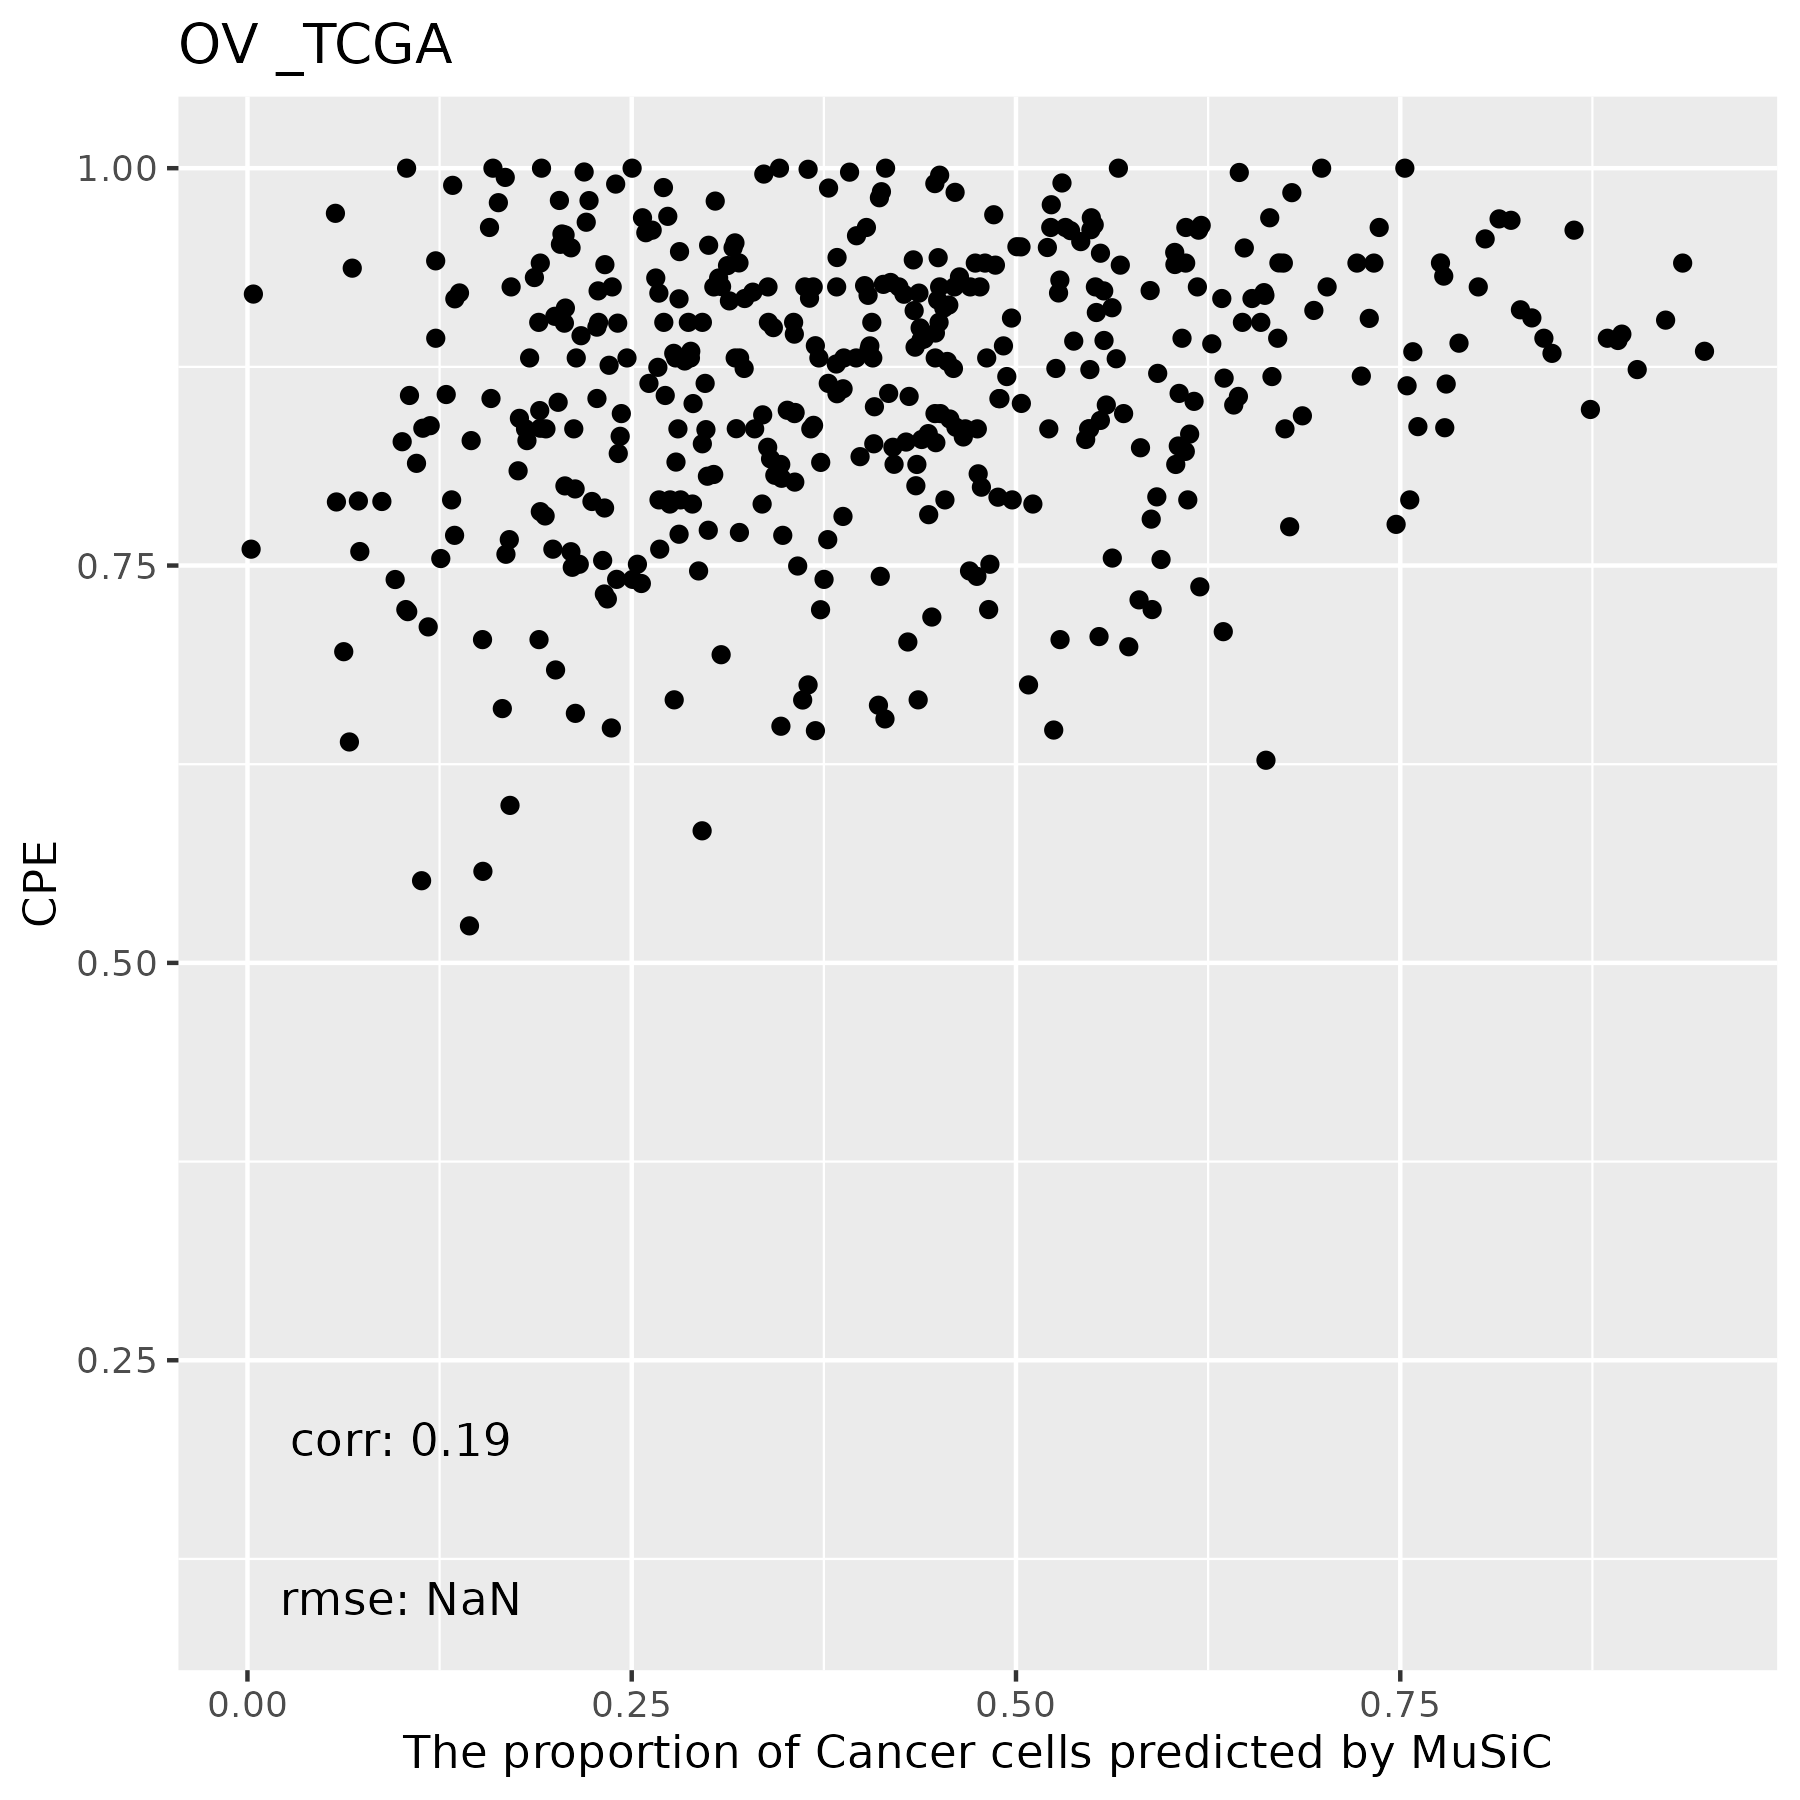 OV _TCGA
1.00
0.75
CPE
0.50
0.25
corr: 0.19
rmse: NaN
0.00 0.25 0.50 0.75
The proportion of Cancer cells predicted by MuSiC